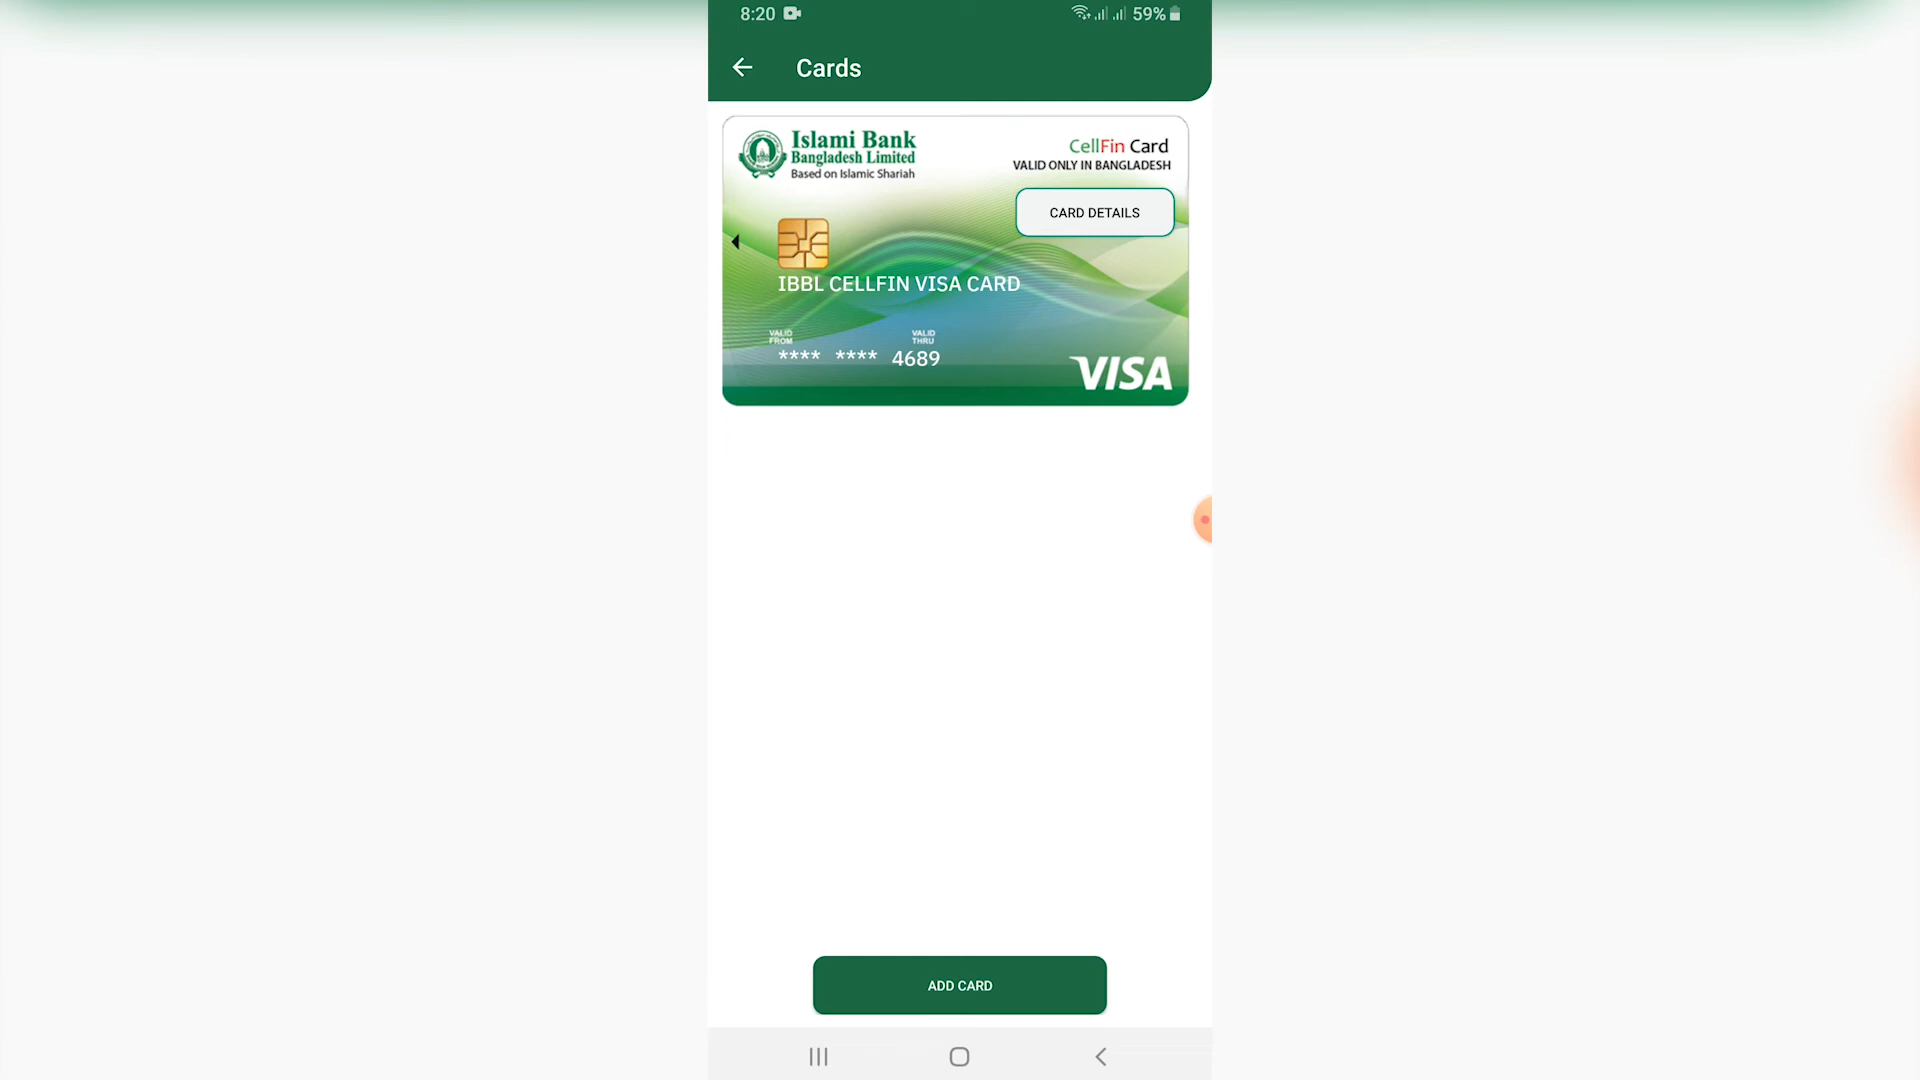 8:20
59%
Cards
Islami Bank
Bangladesh Limited
Based on Islamic Shariah
CellFin Card
VALID ONLY IN BANGLADESH
CARD DETAILS
IBBL CELLFIN VISA CARD
VALID FROM
VALID THRU
**** **** 4689
VISA
ADD CARD